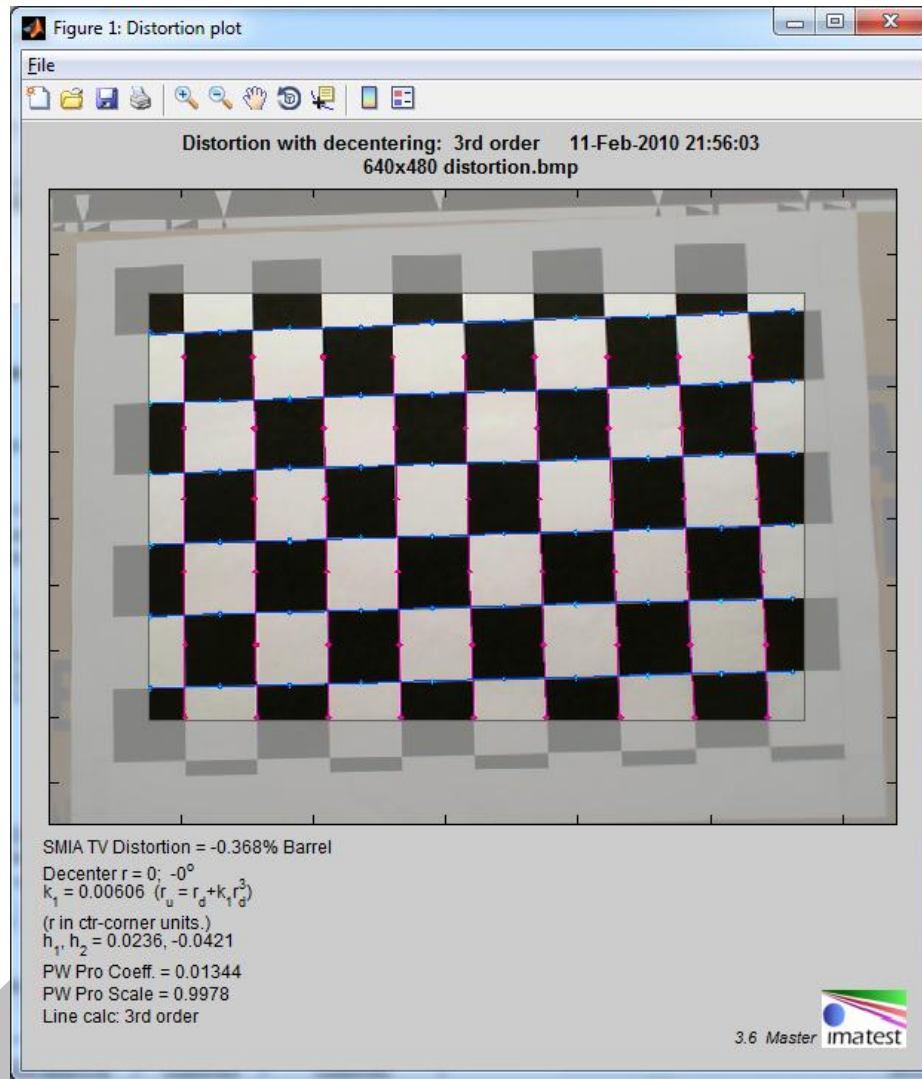 Figure 1: Distortion plot
File
Distortion with decentering: 3rd order 11-Feb-2010 21:56:03
640x480 distortion.bmp
SMIA TV Distortion = -0.368% Barrel
Decenter r = 0; -0°
k₁ = 0.00606 (rᵤ = r_d+k₁r_d³)
(r in ctr-corner units.)
h₁, h₂ = 0.0236, -0.0421
PW Pro Coeff. = 0.01344
PW Pro Scale = 0.9978
Line calc: 3rd order
3.6 Master imatest